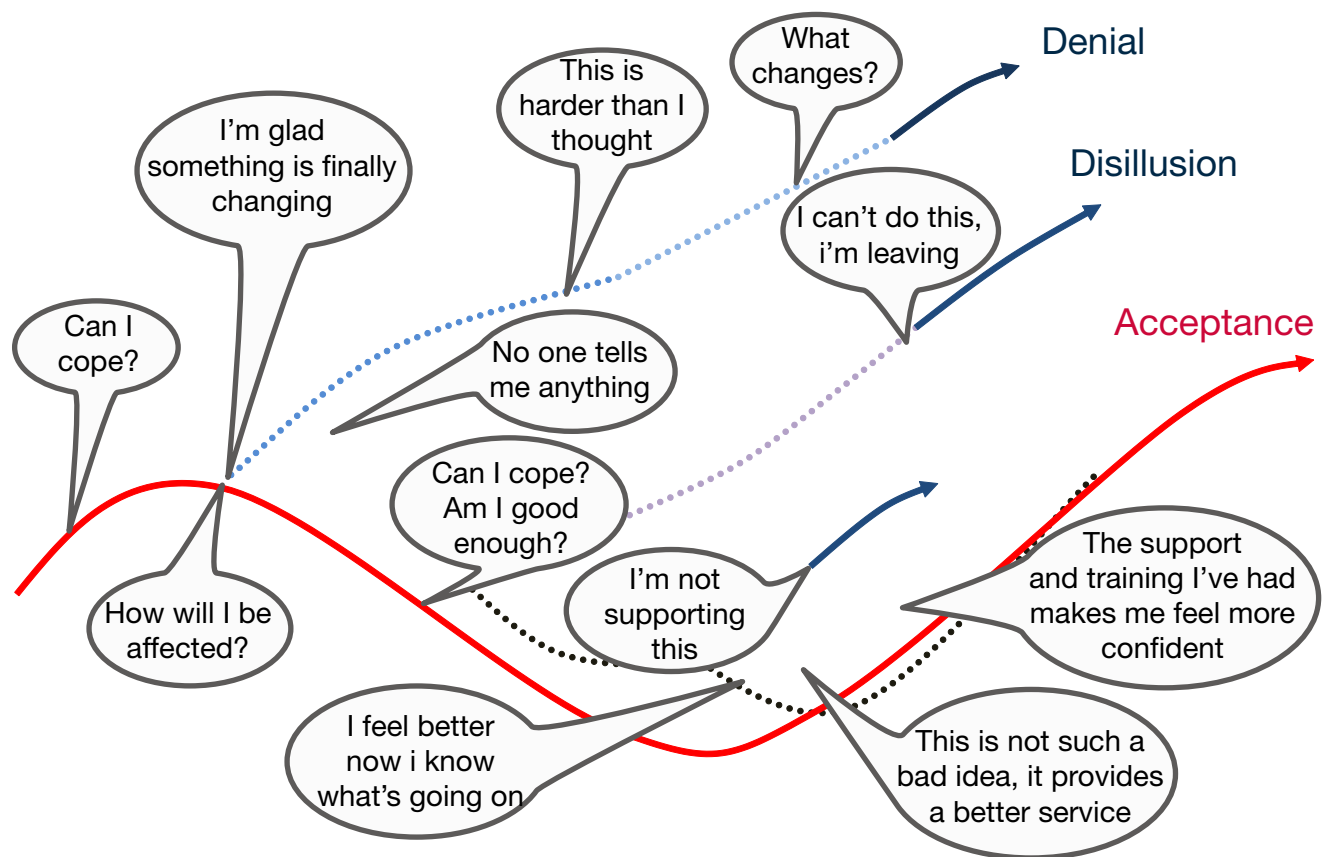 What
changes?
Denial
This is
harder than I
thought
I'm glad
something is finally
changing
Disillusion
I can't do this,
i'm leaving
Can I
cope?
Acceptance
No one tells
me anything
Can I cope?
Am I good
enough?
The support
and training I've had
makes me feel more
confident
I'm not
supporting
this
How will I be
affected?
I feel better
now i know
what's going on
This is not such a
bad idea, it provides
a better service